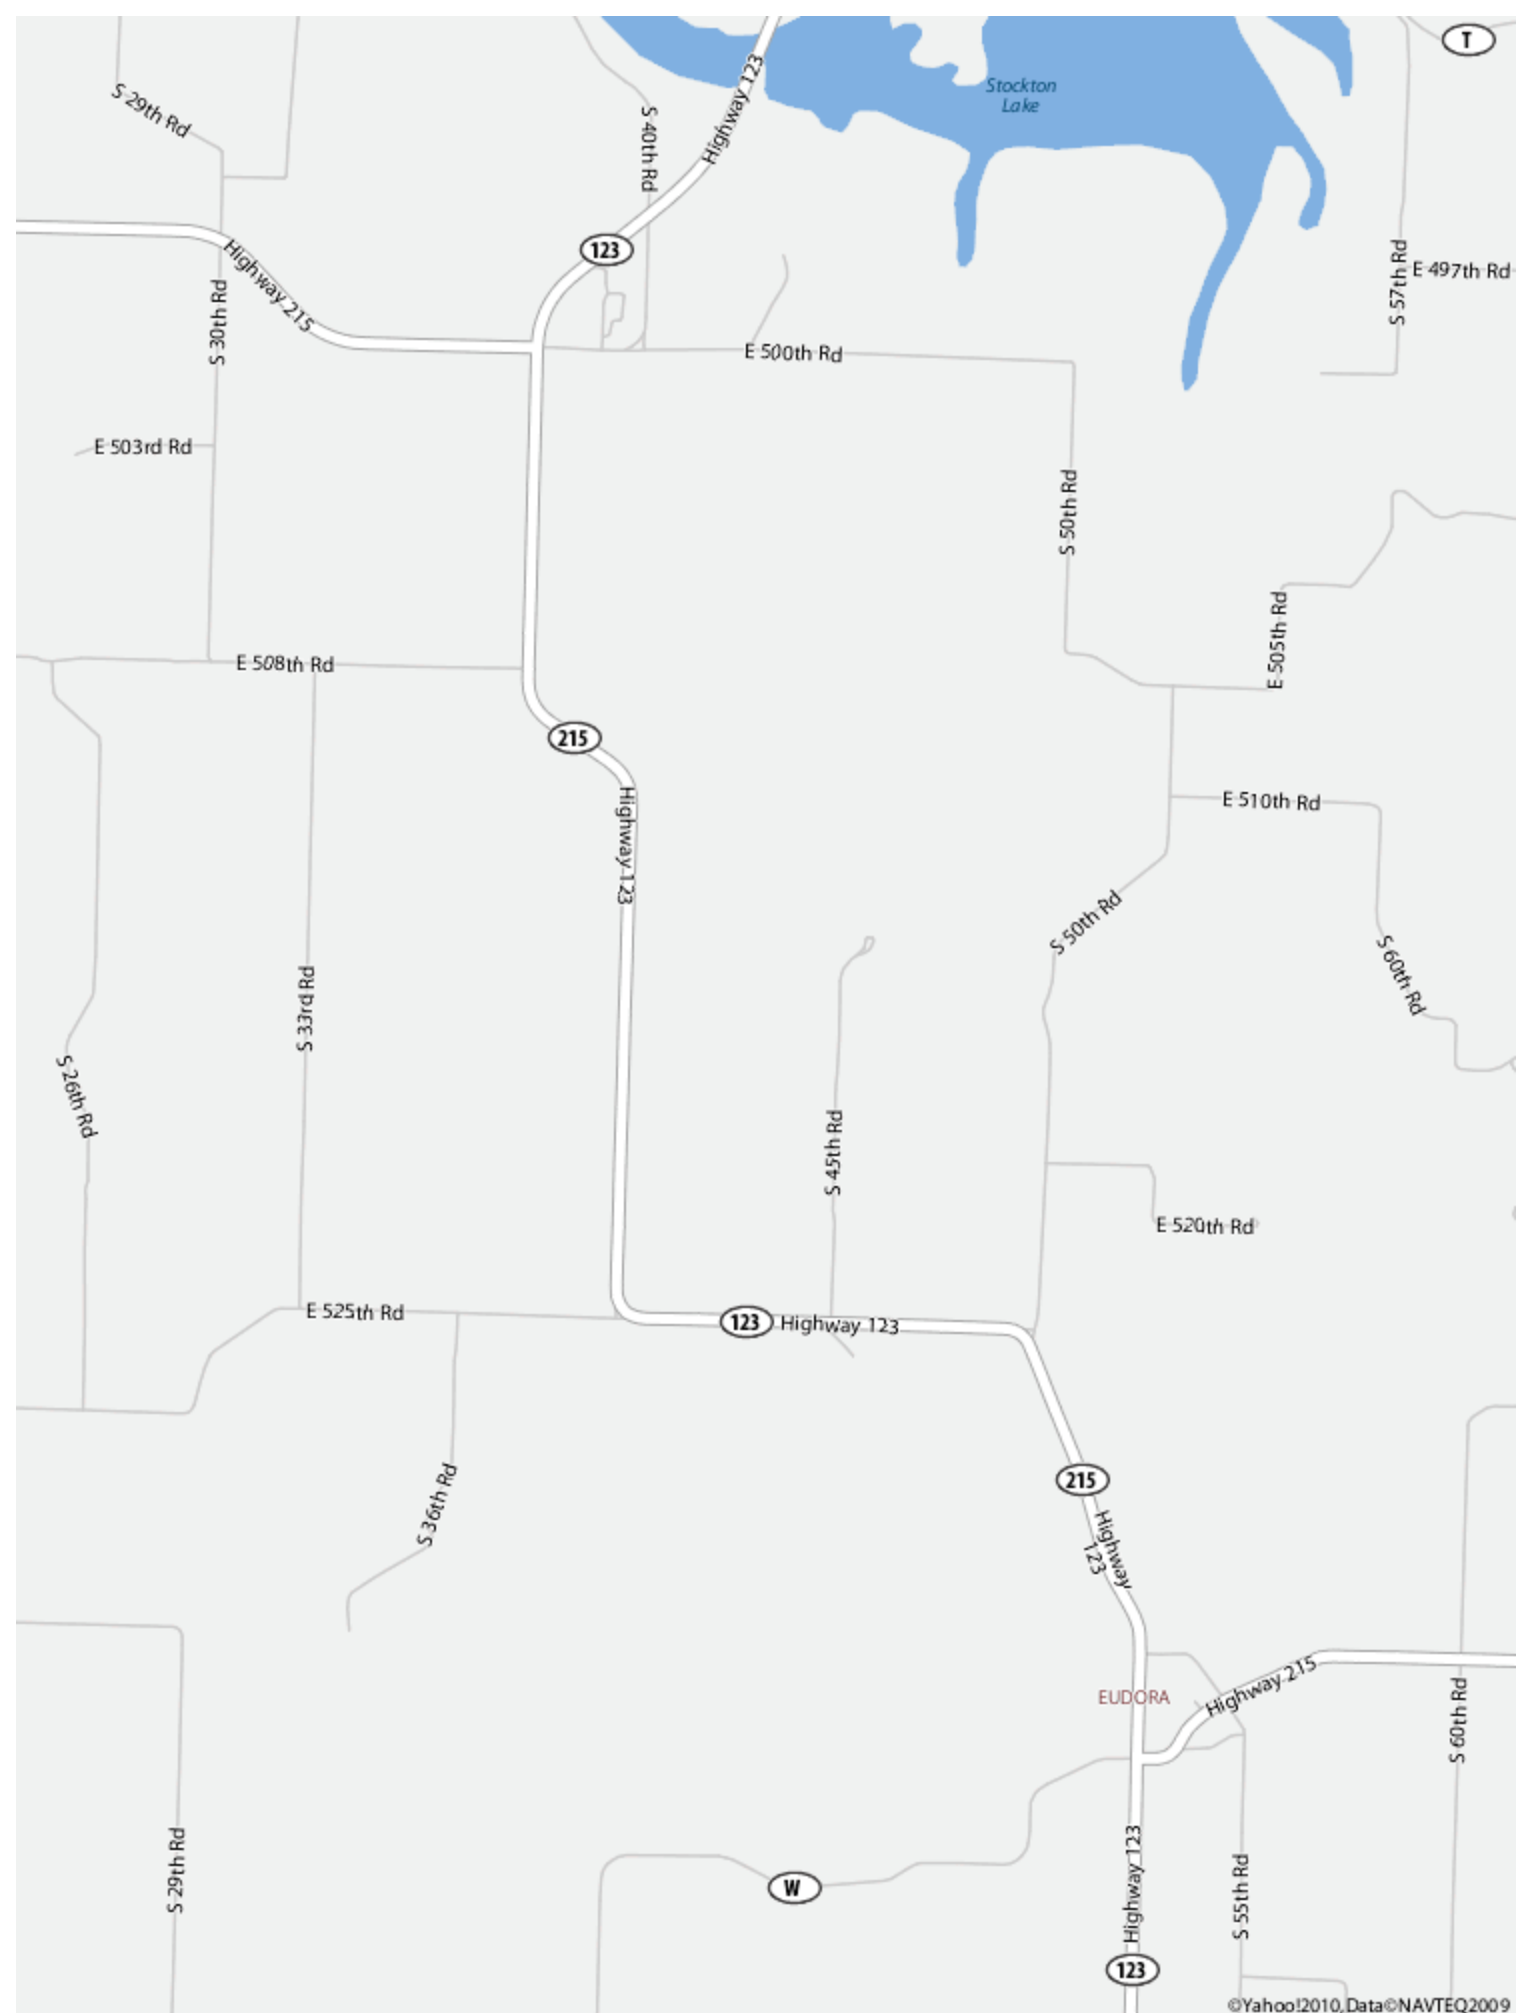 T
Stockton
Lake
S 29th Rd
S 40th Rd
Highway 123
123
Highway 215
S 30th Rd
S 57th Rd
E 497th Rd
E 500th Rd
E 503rd Rd
S 50th Rd
E 505th Rd
E 508th Rd
215
Highway 123
E 510th Rd
S 50th Rd
S 60th Rd
S 33rd Rd
S 26th Rd
S 45th Rd
E 520th Rd
E 525th Rd
123
Highway 123
215
Highway
123
S 36th Rd
EUDORA
Highway 215
S 60th Rd
Highway 123
S 29th Rd
W
S 55th Rd
123
©Yahoo!2010, Data©NAVTEQ2009